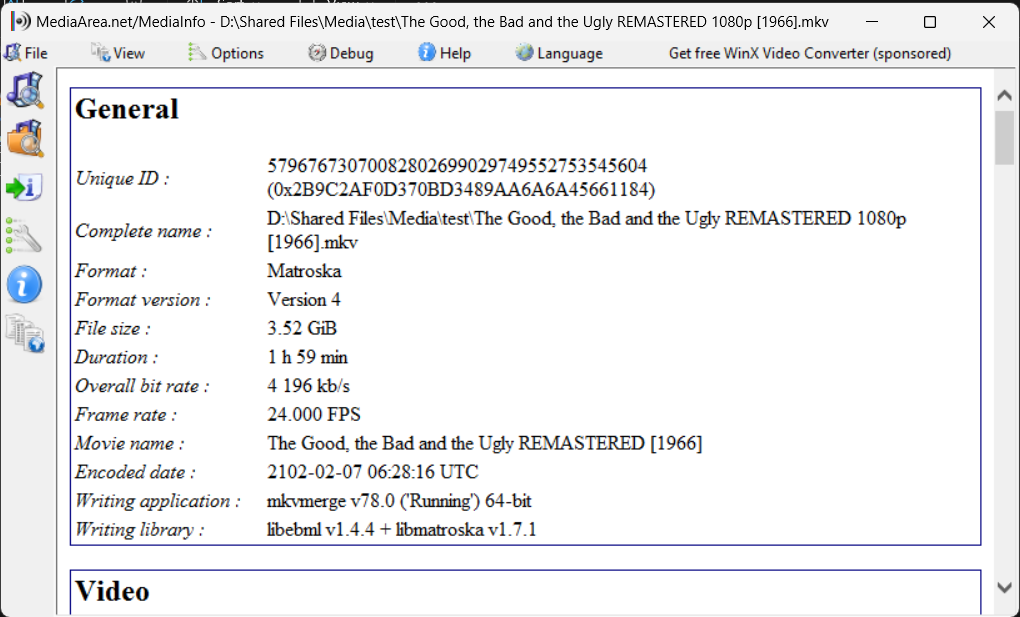 MediaArea.net/MediaInfo - D:\Shared Files\Media\test\The Good, the Bad and the Ugly REMASTERED 1080p [1966].mkv
File View Options Debug Help Language Get free WinX Video Converter (sponsored)
General
Unique ID : 57967673070082802699029749552753545604
(0x2B9C2AF0D370BD3489AA6A6A45661184)
Complete name : D:\Shared Files\Media\test\The Good, the Bad and the Ugly REMASTERED 1080p
[1966].mkv
Format : Matroska
Format version : Version 4
File size : 3.52 GiB
Duration : 1 h 59 min
Overall bit rate : 4 196 kb/s
Frame rate : 24.000 FPS
Movie name : The Good, the Bad and the Ugly REMASTERED [1966]
Encoded date : 2102-02-07 06:28:16 UTC
Writing application : mkvmerge v78.0 ('Running') 64-bit
Writing library : libebml v1.4.4 + libmatroska v1.7.1
Video